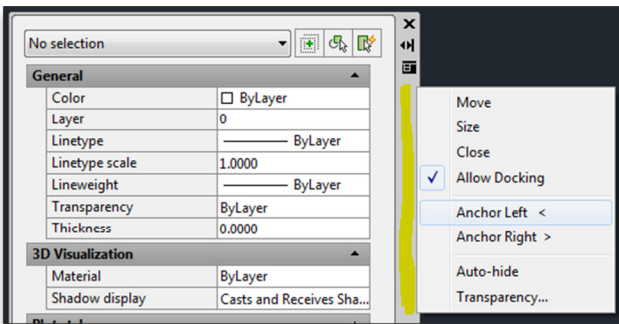 No selection
General
Color ByLayer
Layer 0
Linetype ByLayer
Linetype scale 1.0000
Lineweight ByLayer
Transparency ByLayer
Thickness 0.0000
3D Visualization
Material ByLayer
Shadow display Casts and Receives Sha...
Move
Size
Close
Allow Docking
Anchor Left <
Anchor Right >
Auto-hide
Transparency...